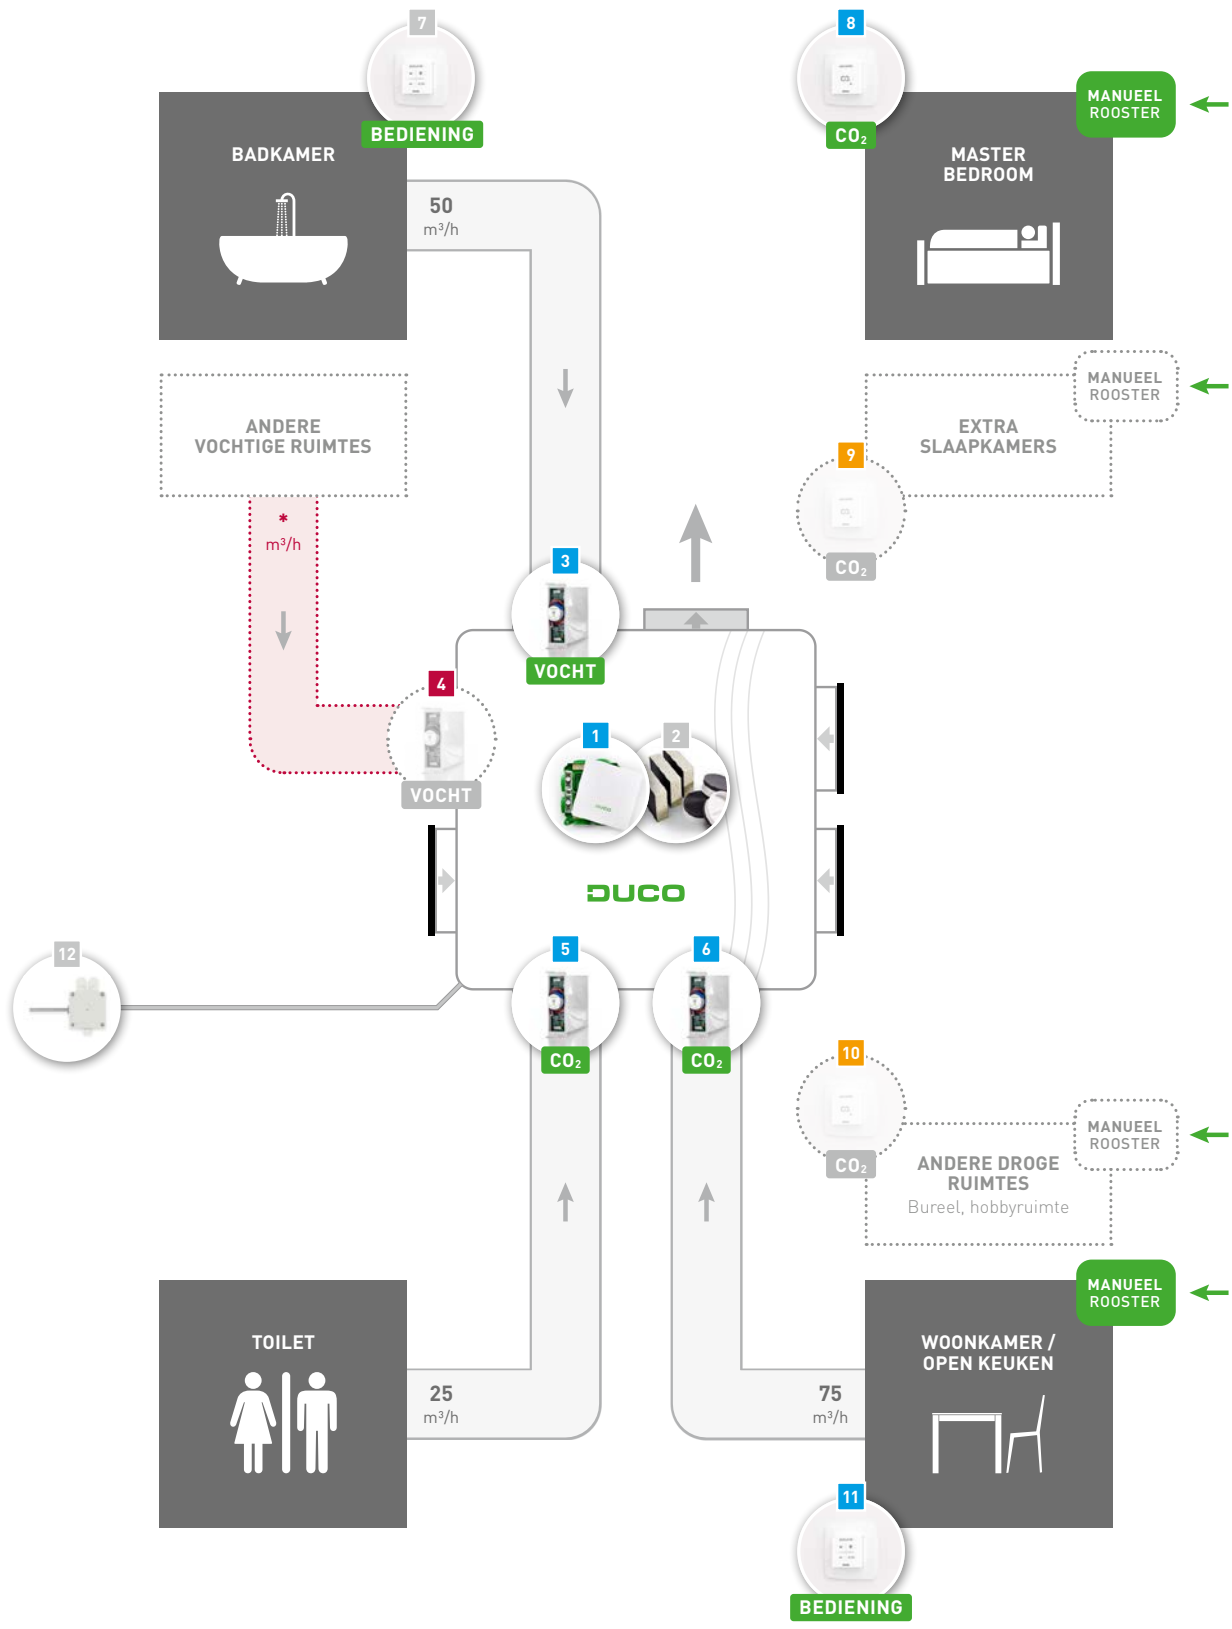 7
BEDIENING
BADKAMER
50
m³/h
8
CO₂
MANUEEL
ROOSTER
MASTER
BEDROOM
ANDERE
VOCHTIGE RUIMTES
*
m³/h
MANUEEL
ROOSTER
EXTRA
SLAAPKAMERS
9
CO₂
3
VOCHT
4
VOCHT
1
2
DUCO
12
5
CO₂
6
CO₂
10
CO₂
MANUEEL
ROOSTER
ANDERE DROGE
RUIMTES
Bureel, hobbyruimte
MANUEEL
ROOSTER
TOILET
25
m³/h
75
m³/h
WOONKAMER /
OPEN KEUKEN
11
BEDIENING